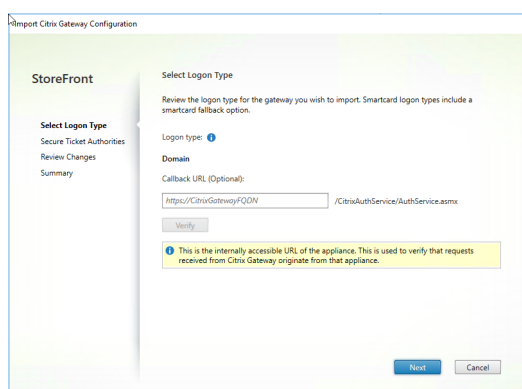 Import Citrix Gateway Configuration
StoreFront
Select Logon Type
Secure Ticket Authorities
Review Changes
Summary
Select Logon Type
Review the logon type for the gateway you wish to import. Smartcard logon types include a
smartcard fallback option.
Logon type:
Domain
Callback URL (Optional):
https://CitrixGatewayFQDN /CitrixAuthService/AuthService.asmx
Verify
This is the internally accessible URL of the appliance. This is used to verify that requests
received from Citrix Gateway originate from that appliance.
Next Cancel